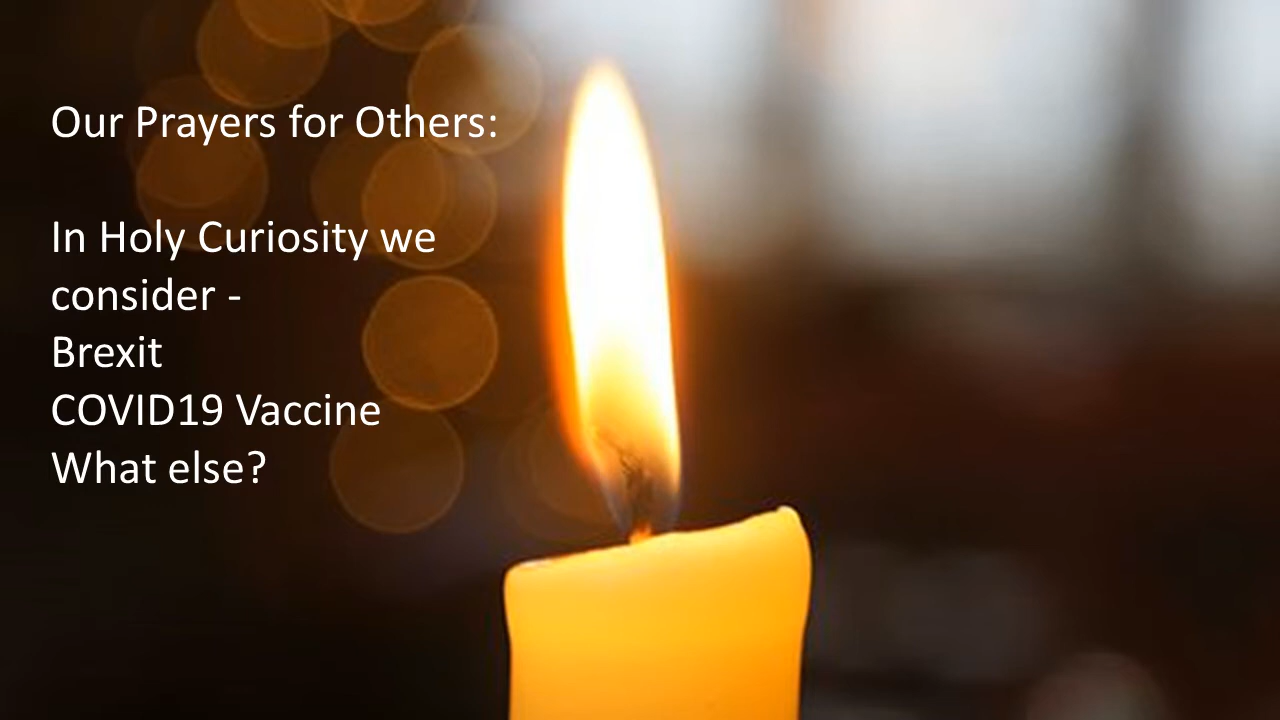 Our Prayers for Others:
In Holy Curiosity we
consider -
Brexit
COVID19 Vaccine
What else?